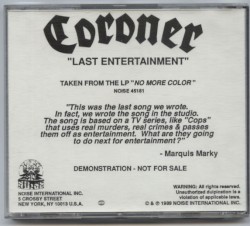 Coroner
"LAST ENTERTAINMENT"
TAKEN FROM THE LP "NO MORE COLOR"
NOISE 45151
"This was the last song we wrote.
In fact, we wrote the song in the studio.
The song is based on a TV series, like "Cops"
that uses real murders, real crimes & passes
them off as entertainment. What are they going
to do next for entertainment?"
- Marquis Marky
DEMONSTRATION - NOT FOR SALE
NOISE
NOISE INTERNATIONAL INC.
5 CROSBY STREET
NEW YORK, NY 10013 U.S.A.
WARNING: All Rights Reserved.
Unauthorized duplication is a
violation of applicable laws.
NOISE INTERNATIONAL INC.